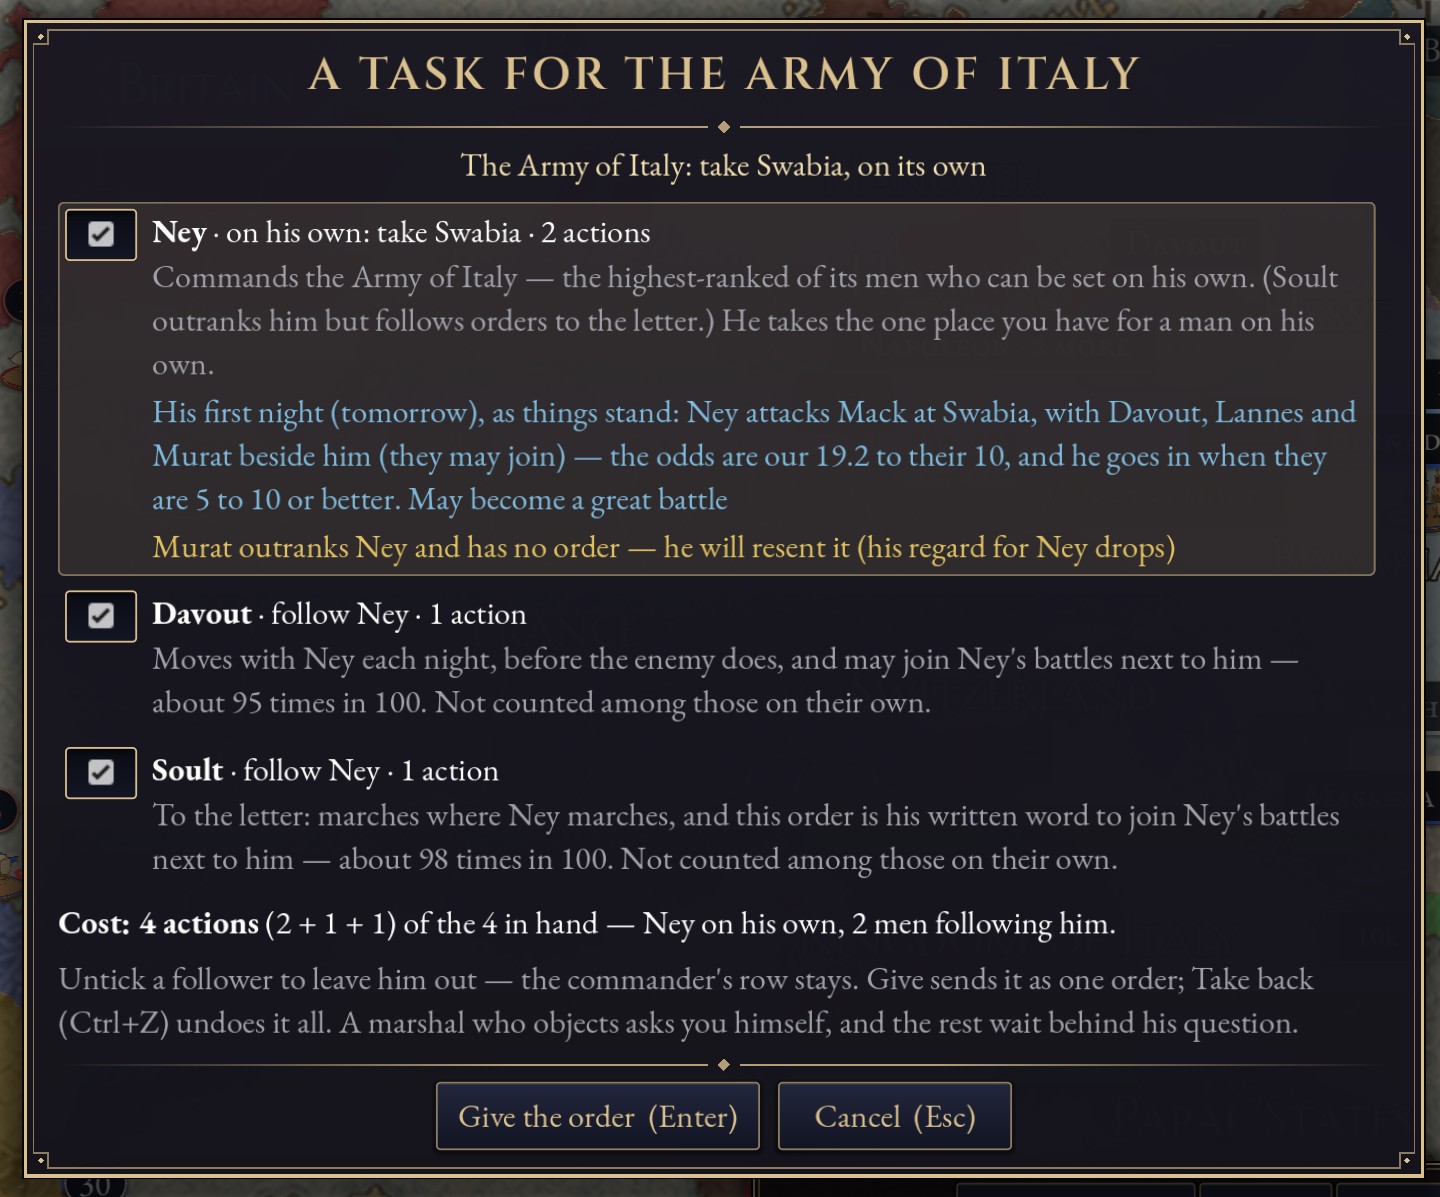 A TASK FOR THE ARMY OF ITALY
The Army of Italy: take Swabia, on its own
Ney · on his own: take Swabia · 2 actions
Commands the Army of Italy — the highest-ranked of its men who can be set on his own. (Soult
outranks him but follows orders to the letter.) He takes the one place you have for a man on his
own.
His first night (tomorrow), as things stand: Ney attacks Mack at Swabia, with Davout, Lannes and
Murat beside him (they may join) — the odds are our 19.2 to their 10, and he goes in when they
are 5 to 10 or better. May become a great battle
Murat outranks Ney and has no order — he will resent it (his regard for Ney drops)
Davout · follow Ney · 1 action
Moves with Ney each night, before the enemy does, and may join Ney's battles next to him —
about 95 times in 100. Not counted among those on their own.
Soult · follow Ney · 1 action
To the letter: marches where Ney marches, and this order is his written word to join Ney's battles
next to him — about 98 times in 100. Not counted among those on their own.
Cost: 4 actions (2 + 1 + 1) of the 4 in hand — Ney on his own, 2 men following him.
Untick a follower to leave him out — the commander's row stays. Give sends it as one order; Take back
(Ctrl+Z) undoes it all. A marshal who objects asks you himself, and the rest wait behind his question.
Give the order (Enter)
Cancel (Esc)
30